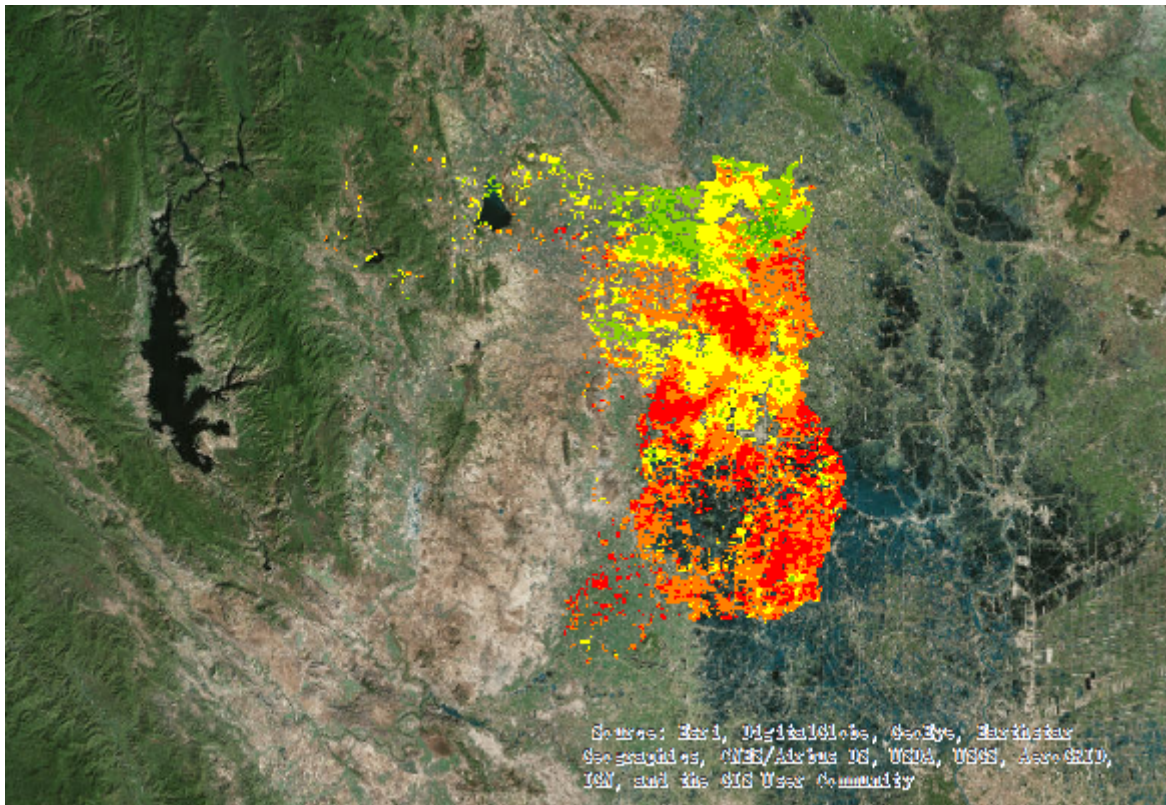 Source: Esri, DigitalGlobe, GeoEye, Earthstar
Geographics, CNES/Airbus DS, USDA, USGS, AeroGRID,
IGN, and the GIS User Community